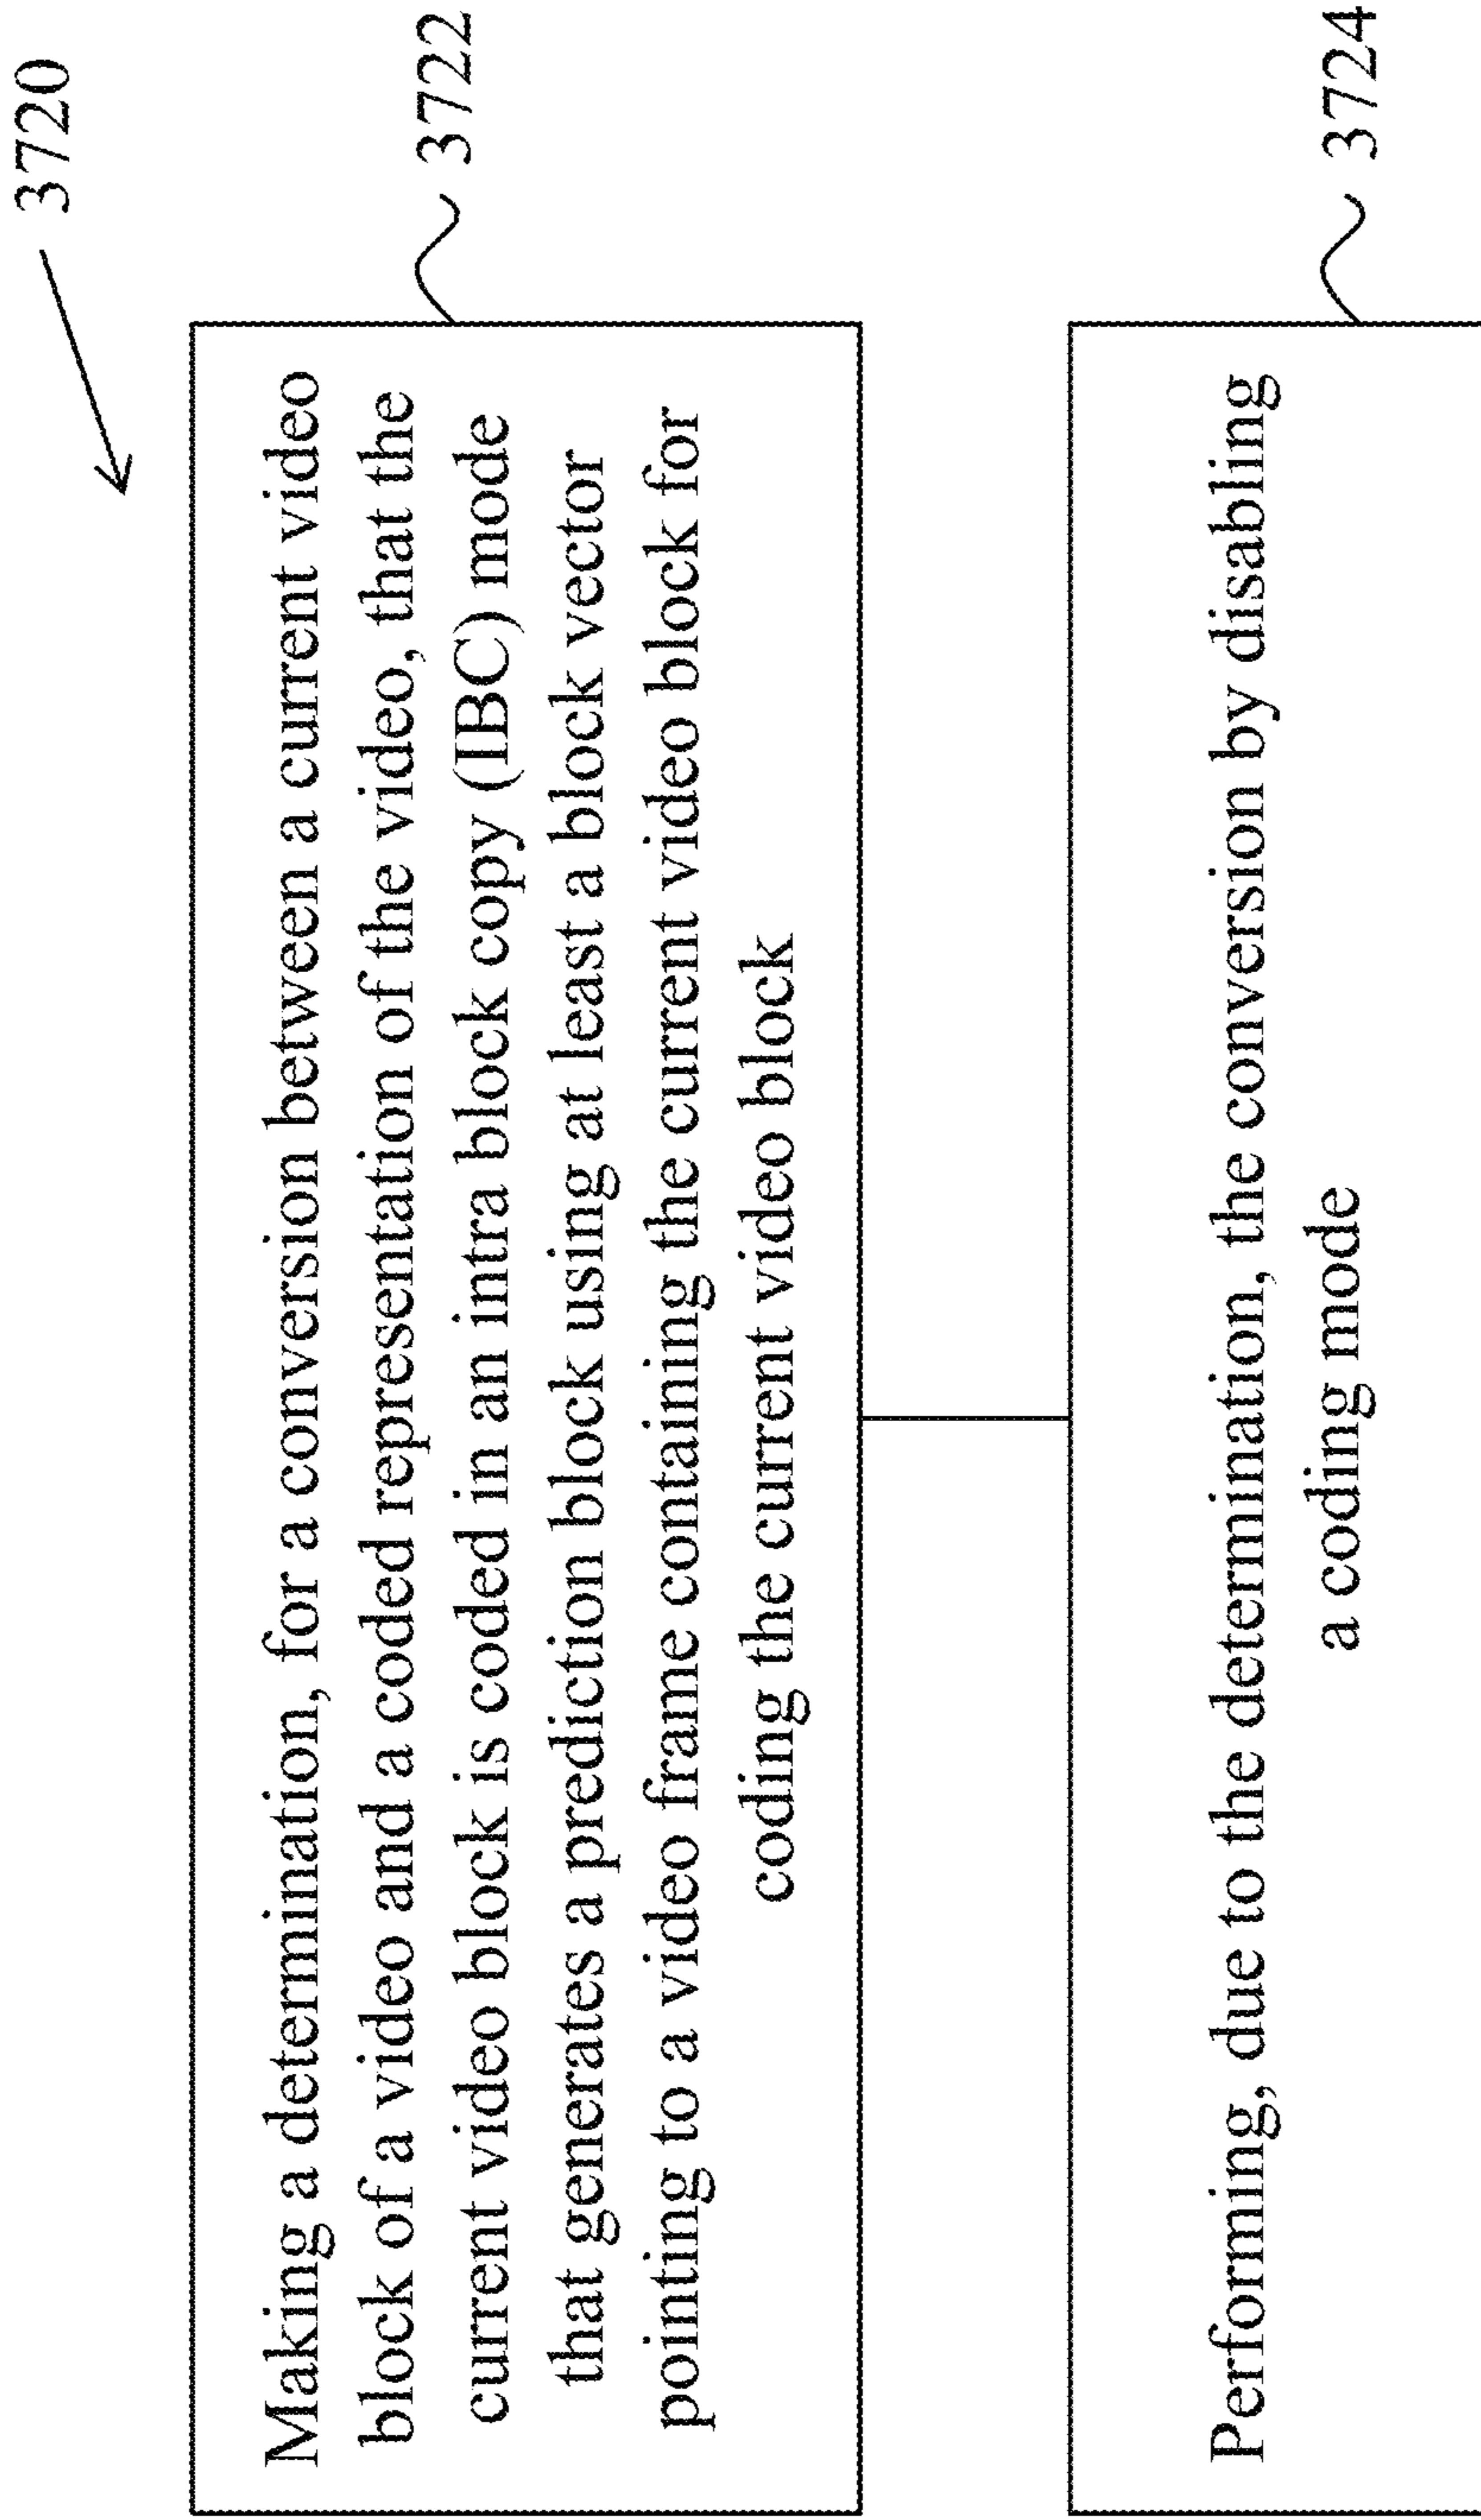 3720
Making a determination, for a conversion between a current video
block of a video and a coded representation of the video, that the
current video block is coded in an intra block copy (IBC) mode
that generates a prediction block using at least a block vector
pointing to a video frame containing the current video block for
coding the current video block
3722
Performing, due to the determination, the conversion by disabling
a coding mode
3724